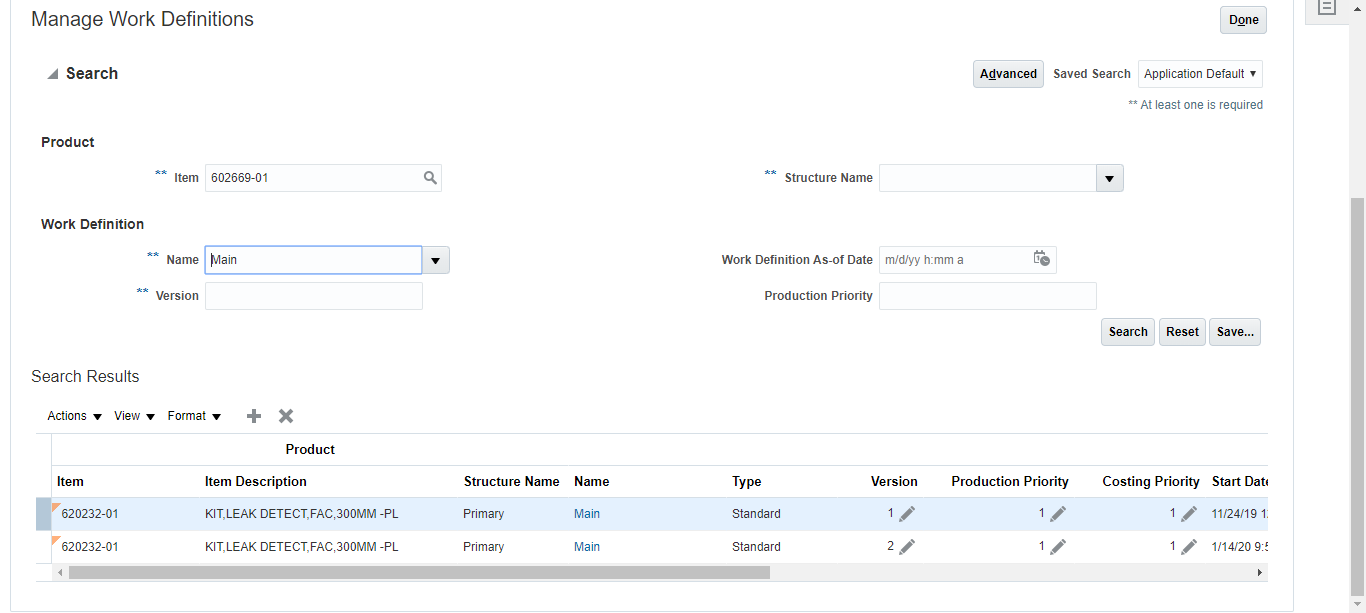 Manage Work Definitions
Done
Search
Advanced Saved Search Application Default
** At least one is required
Product
** Item 602669-01
** Structure Name
Work Definition
** Name Main
Work Definition As-of Date m/d/yy h:mm a
** Version
Production Priority
Search Reset Save...
Search Results
Actions View Format
Product
Item Item Description Structure Name Name Type Version Production Priority Costing Priority Start Date
620232-01 KIT,LEAK DETECT,FAC,300MM -PL Primary Main Standard 1 1 1 11/24/19 1
620232-01 KIT,LEAK DETECT,FAC,300MM -PL Primary Main Standard 2 1 1 1/14/20 9:5